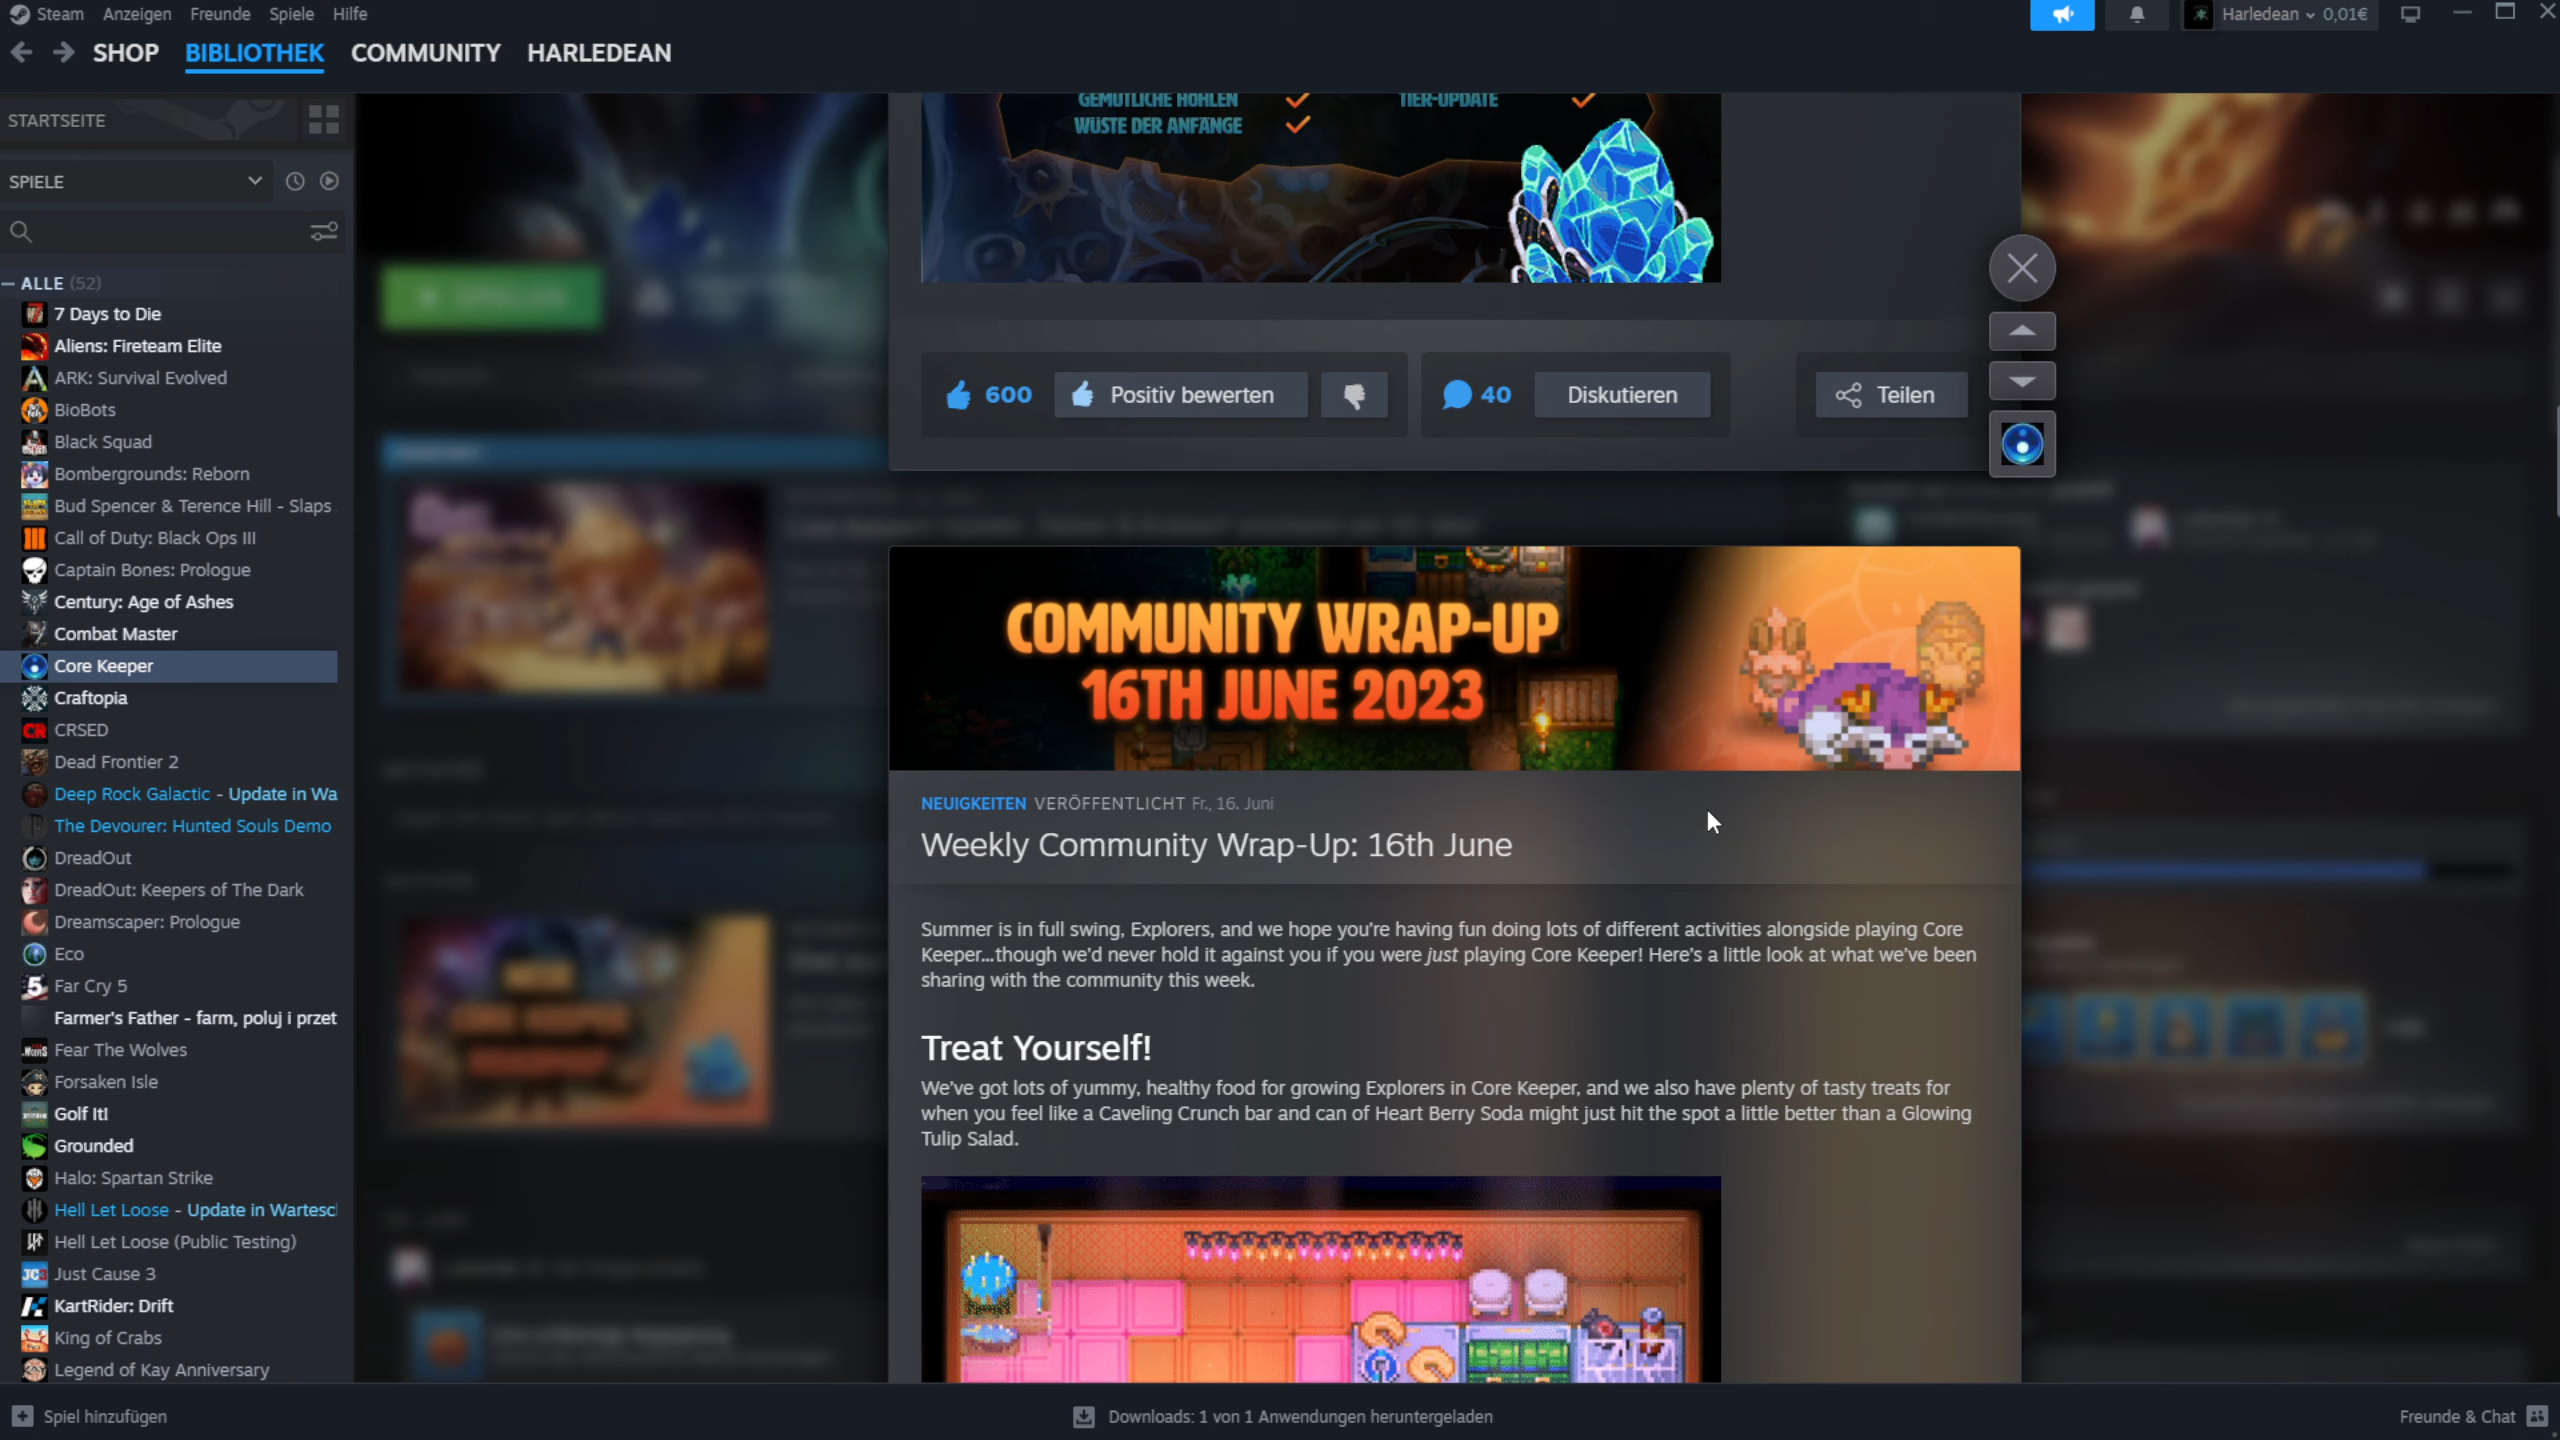 Steam Anzeigen Freunde Spiele Hilfe
Harledean 0,01€
SHOP BIBLIOTHEK COMMUNITY HARLEDEAN
STARTSEITE
SPIELE
ALLE (52)
7 Days to Die
Aliens: Fireteam Elite
ARK: Survival Evolved
BioBots
Black Squad
Bombergrounds: Reborn
Bud Spencer & Terence Hill - Slaps
Call of Duty: Black Ops III
Captain Bones: Prologue
Century: Age of Ashes
Combat Master
Core Keeper
Craftopia
CRSED
Dead Frontier 2
Deep Rock Galactic - Update in Wa
The Devourer: Hunted Souls Demo
DreadOut
DreadOut: Keepers of The Dark
Dreamscaper: Prologue
Eco
Far Cry 5
Farmer's Father - farm, poluj i przet
Fear The Wolves
Forsaken Isle
Golf It!
Grounded
Halo: Spartan Strike
Hell Let Loose - Update in Wartesc
Hell Let Loose (Public Testing)
Just Cause 3
KartRider: Drift
King of Crabs
Legend of Kay Anniversary
GEMÜTLICHE HÖHLEN
TIER-UPDATE
WÜSTE DER ANFÄNGE
600 Positiv bewerten
40 Diskutieren
Teilen
COMMUNITY WRAP-UP
16TH JUNE 2023
NEUIGKEITEN VERÖFFENTLICHT Fr., 16. Juni
Weekly Community Wrap-Up: 16th June
Summer is in full swing, Explorers, and we hope you're having fun doing lots of different activities alongside playing Core
Keeper...though we'd never hold it against you if you were just playing Core Keeper! Here's a little look at what we've been
sharing with the community this week.
Treat Yourself!
We've got lots of yummy, healthy food for growing Explorers in Core Keeper, and we also have plenty of tasty treats for
when you feel like a Caveling Crunch bar and can of Heart Berry Soda might just hit the spot a little better than a Glowing
Tulip Salad.
Spiel hinzufügen
Downloads: 1 von 1 Anwendungen heruntergeladen
Freunde & Chat